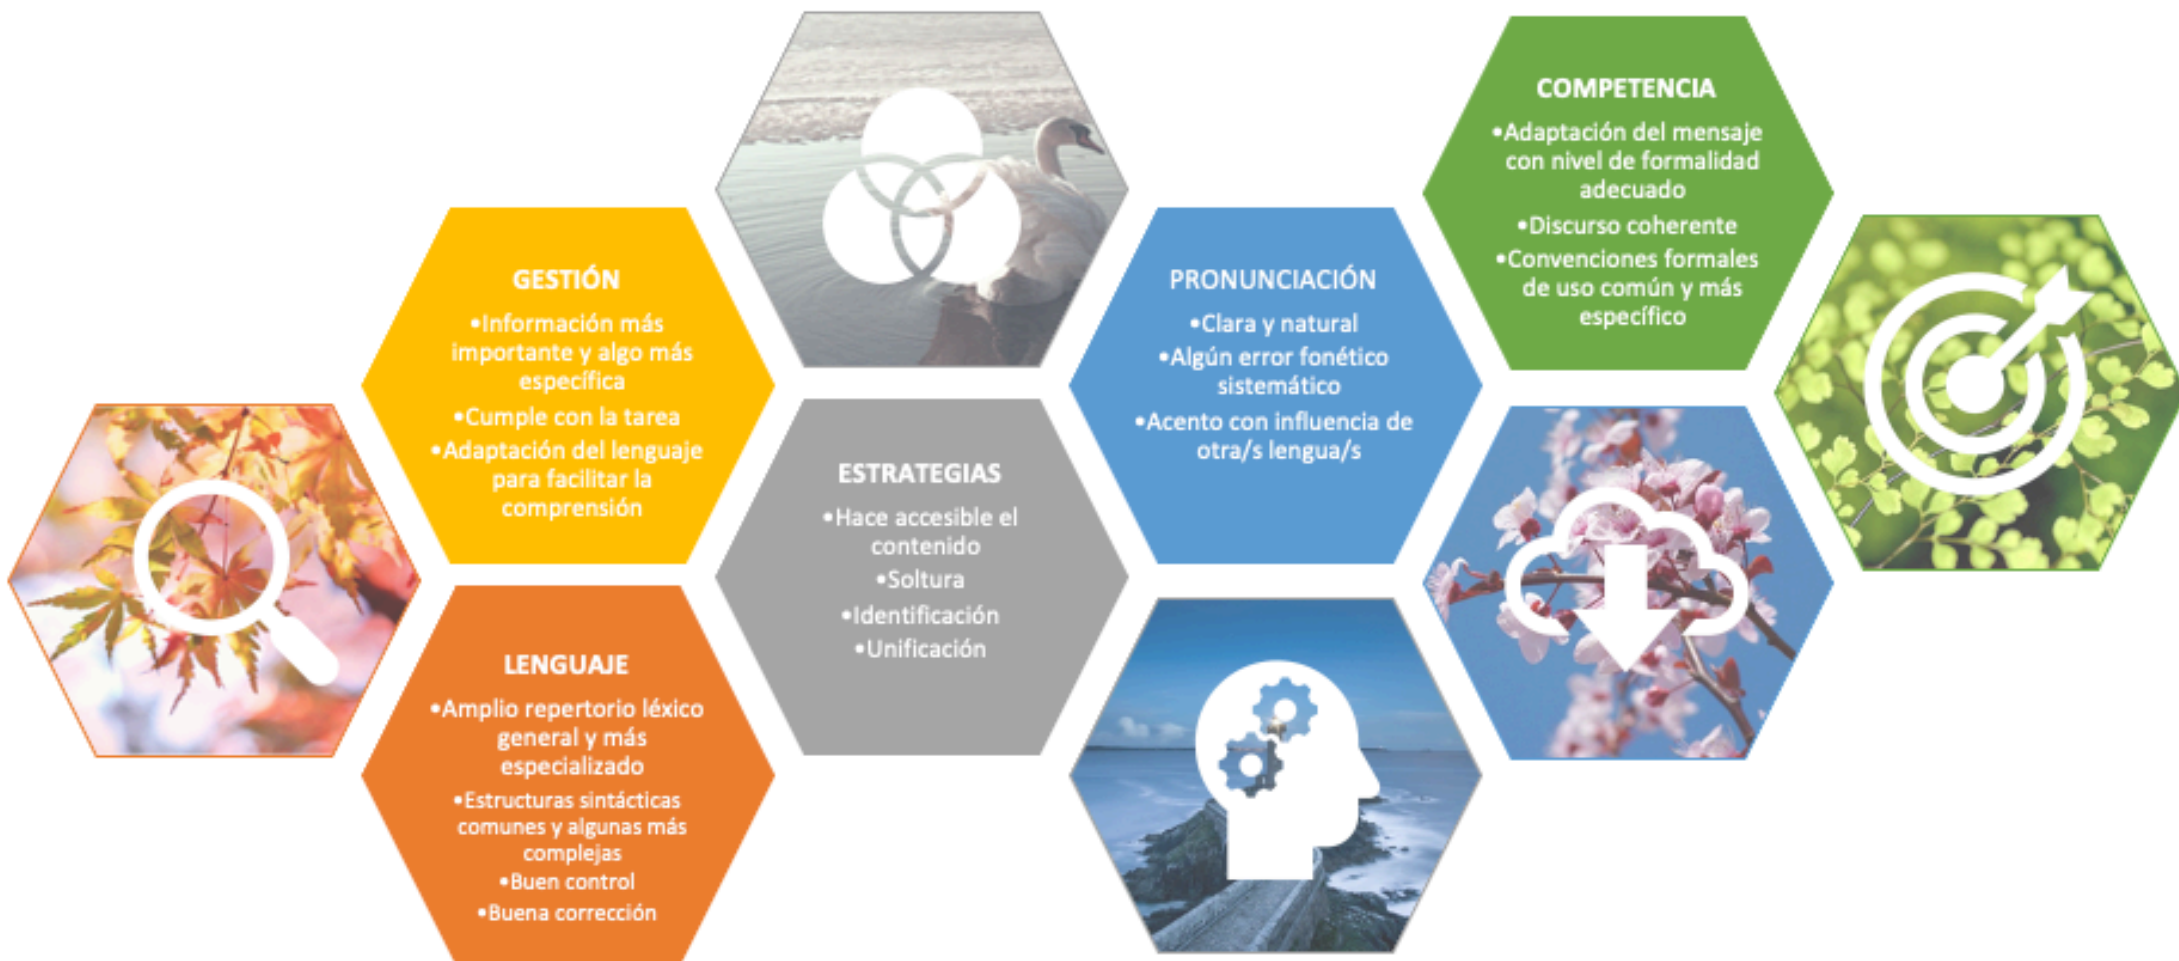 GESTIÓN
•Información más
importante y algo más
específica
•Cumple con la tarea
•Adaptación del lenguaje
para facilitar la
comprensión
LENGUAJE
•Amplio repertorio léxico
general y más
especializado
•Estructuras sintácticas
comunes y algunas más
complejas
•Buen control
•Buena corrección
ESTRATEGIAS
•Hace accesible el
contenido
•Soltura
•Identificación
•Unificación
PRONUNCIACIÓN
•Clara y natural
•Algún error fonético
sistemático
•Acento con influencia de
otra/s lengua/s
COMPETENCIA
•Adaptación del mensaje
con nivel de formalidad
adecuado
•Discurso coherente
•Convenciones formales
de uso común y más
específico